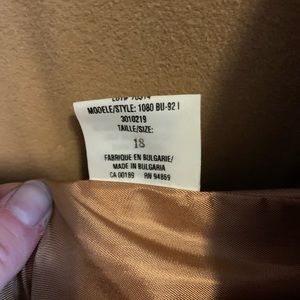 MODELE/STYLE: 1080 BU-92 I
3010219
TAILLE/SIZE:
18
FABRIQUE EN BULGARIE/
MADE IN BULGARIA
CA 00199 RN 94869